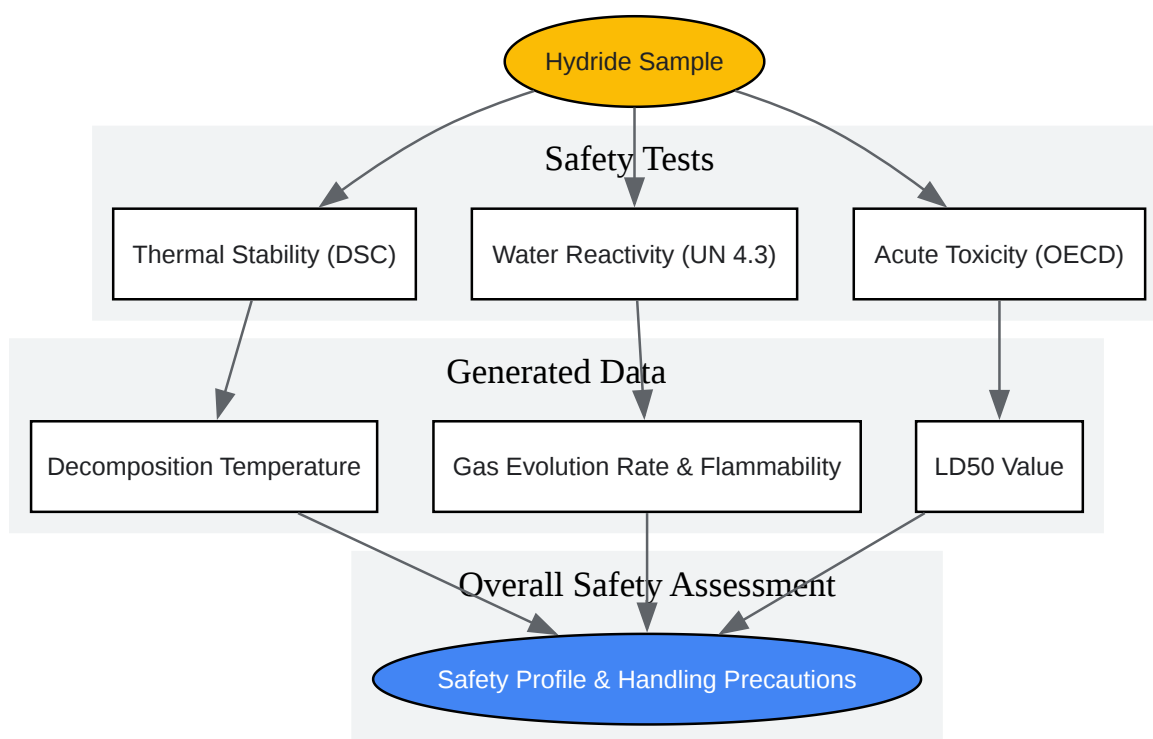 Hydride Sample
Safety Tests
Thermal Stability (DSC)
Water Reactivity (UN 4.3)
Acute Toxicity (OECD)
Generated Data
Decomposition Temperature
Gas Evolution Rate & Flammability
LD50 Value
Overall Safety Assessment
Safety Profile & Handling Precautions